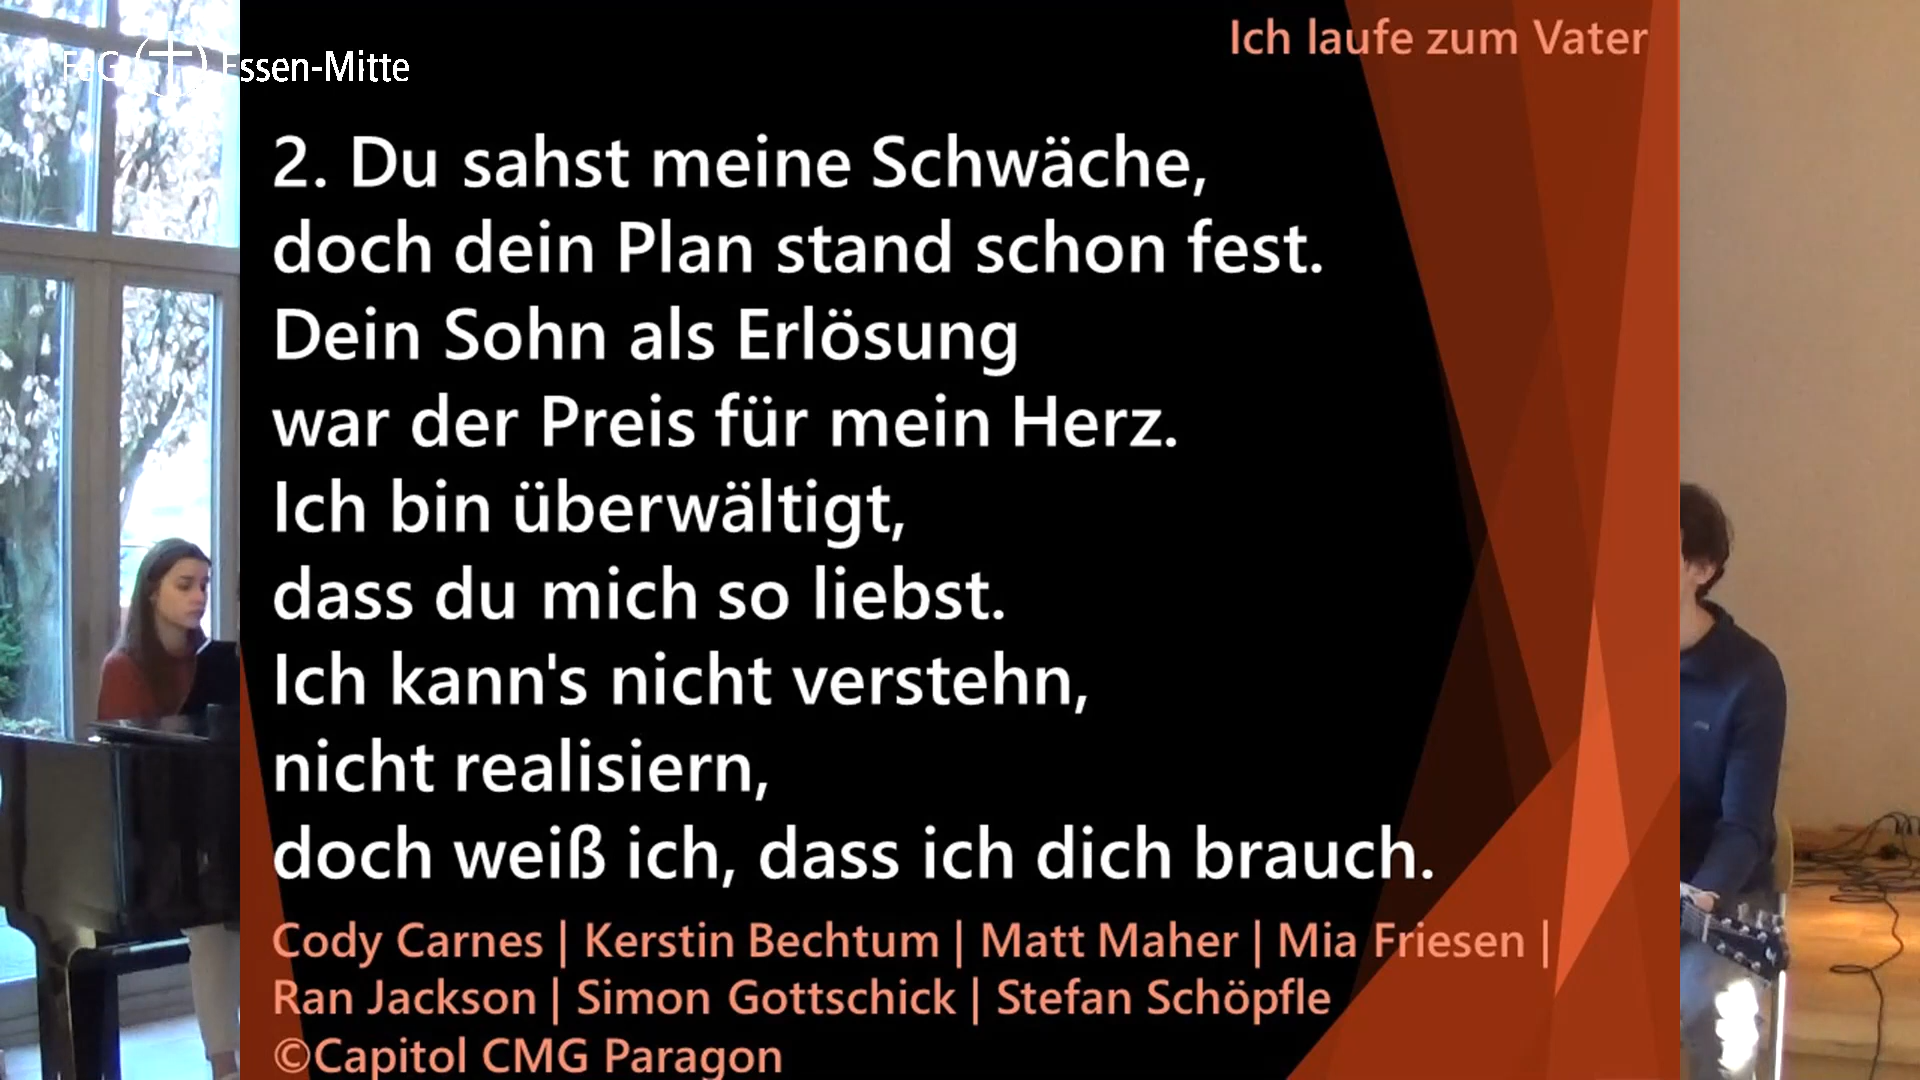 FeG Essen-Mitte
Ich laufe zum Vater
2. Du sahst meine Schwäche,
doch dein Plan stand schon fest.
Dein Sohn als Erlösung
war der Preis für mein Herz.
Ich bin überwältigt,
dass du mich so liebst.
Ich kann's nicht verstehn,
nicht realisiern,
doch weiß ich, dass ich dich brauch.
Cody Carnes | Kerstin Bechtum | Matt Maher | Mia Friesen |
Ran Jackson | Simon Gottschick | Stefan Schöpfle
©Capitol CMG Paragon